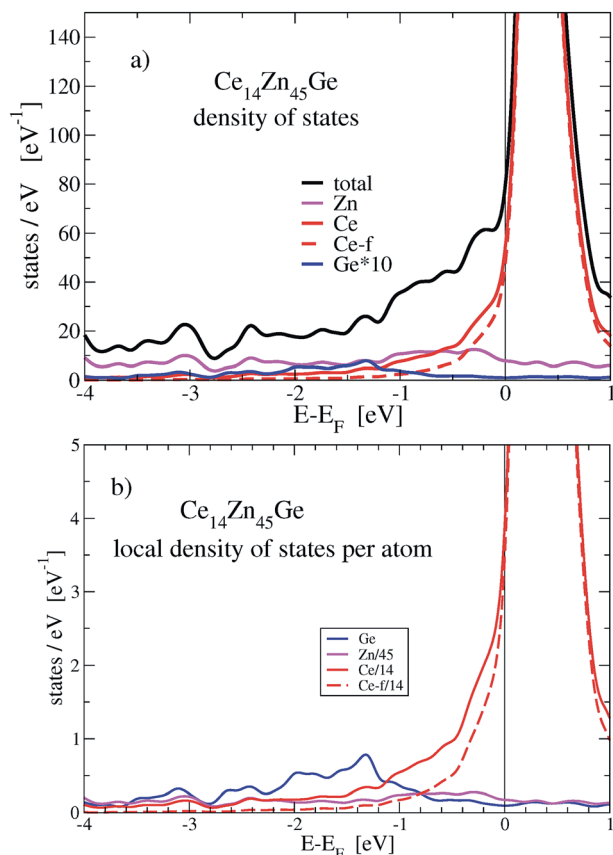 140
120
100
80
60
40
20
0
a)
Ce₁₄Zn₄₅Ge
density of states
total
Zn
Ce
Ce-f
Ge*10
states / eV [eV⁻¹]
-4 -3 -2 -1 0 1
E-E_F [eV]
5
4
3
2
1
0
b)
Ce₁₄Zn₄₅Ge
local density of states per atom
Ge
Zn/45
Ce/14
Ce-f/14
states / eV [eV⁻¹]
-4 -3 -2 -1 0 1
E-E_F [eV]